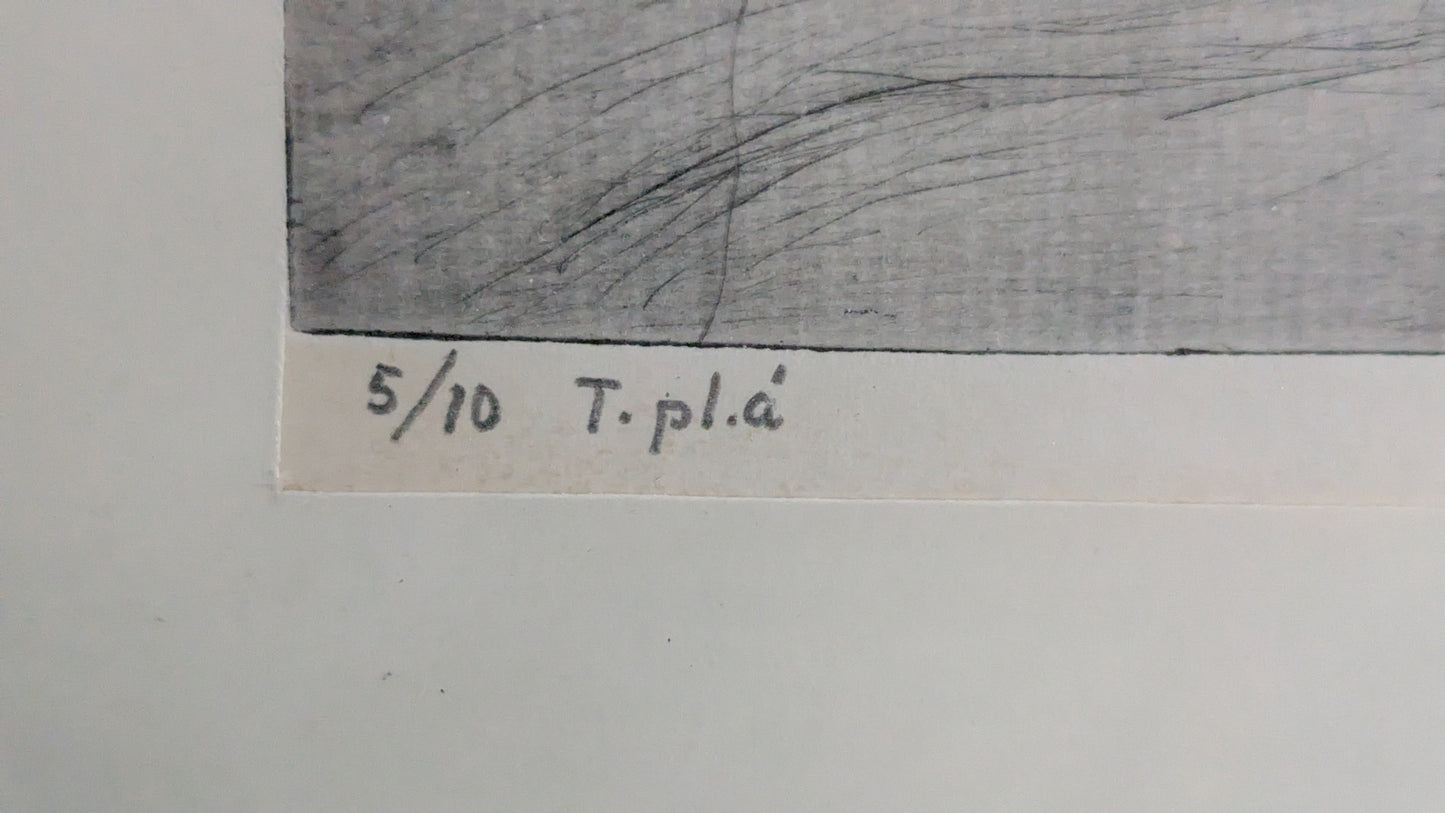 5/10 T. pl. á